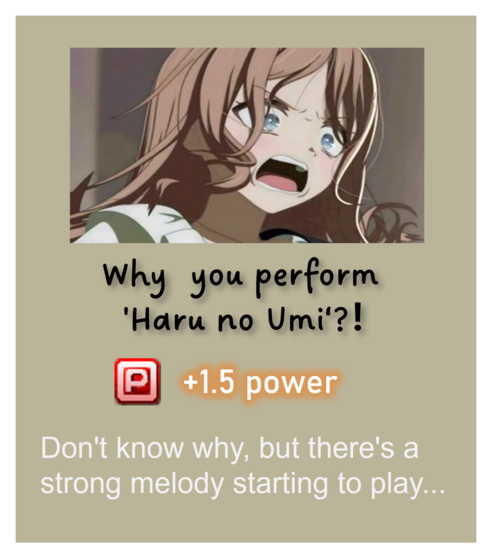 Why you perform
'Haru no Umi'?!
P +1.5 power
Don't know why, but there's a
strong melody starting to play...